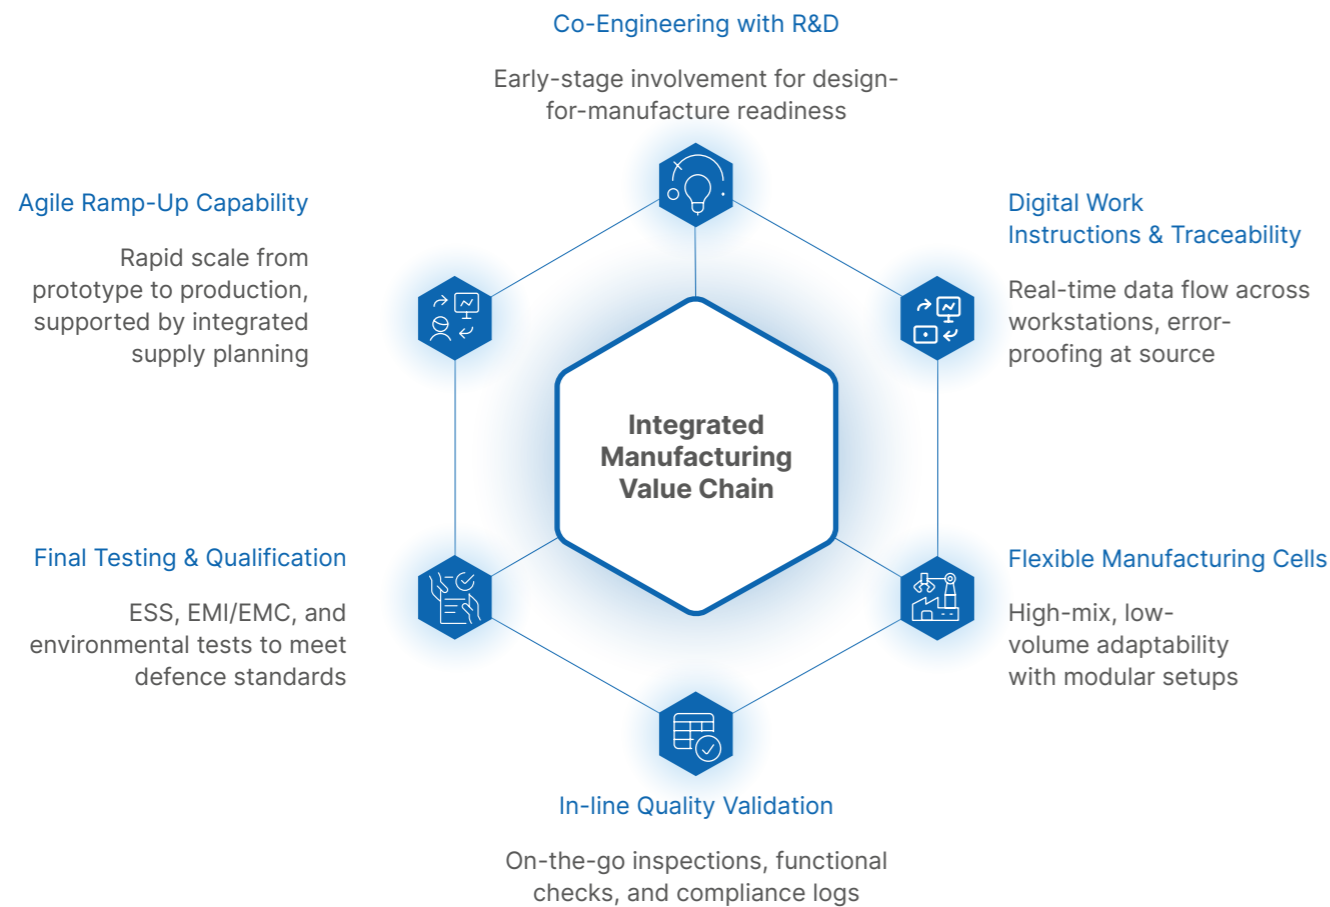 Co-Engineering with R&D
Early-stage involvement for design-
for-manufacture readiness
Agile Ramp-Up Capability
Rapid scale from
prototype to production,
supported by integrated
supply planning
Digital Work
Instructions & Traceability
Real-time data flow across
workstations, error-
proofing at source
Integrated
Manufacturing
Value Chain
Final Testing & Qualification
ESS, EMI/EMC, and
environmental tests to meet
defence standards
Flexible Manufacturing Cells
High-mix, low-
volume adaptability
with modular setups
In-line Quality Validation
On-the-go inspections, functional
checks, and compliance logs